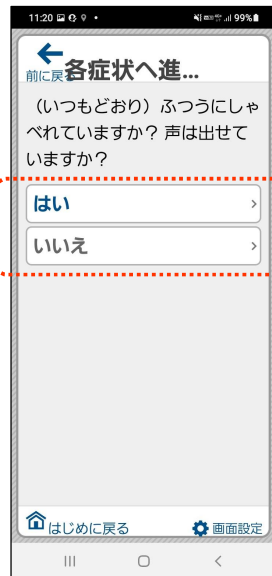 11:20
99%
前に戻る
各症状へ進...
（いつもどおり）ふつうにしゃ
べれていますか？ 声は出せて
いますか？
はい
いいえ
はじめに戻る
画面設定